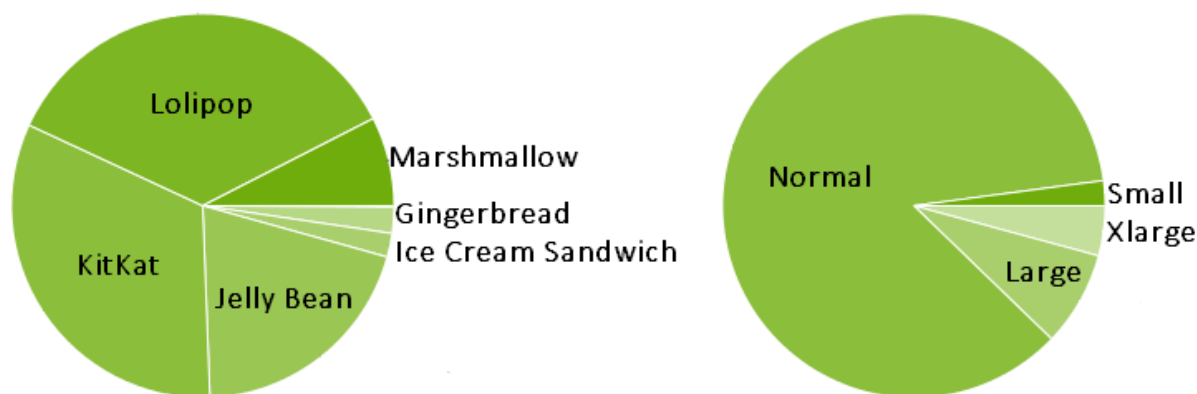 Lolipop
Marshmallow
Gingerbread
Ice Cream Sandwich
KitKat
Jelly Bean
Normal
Small
Xlarge
Large